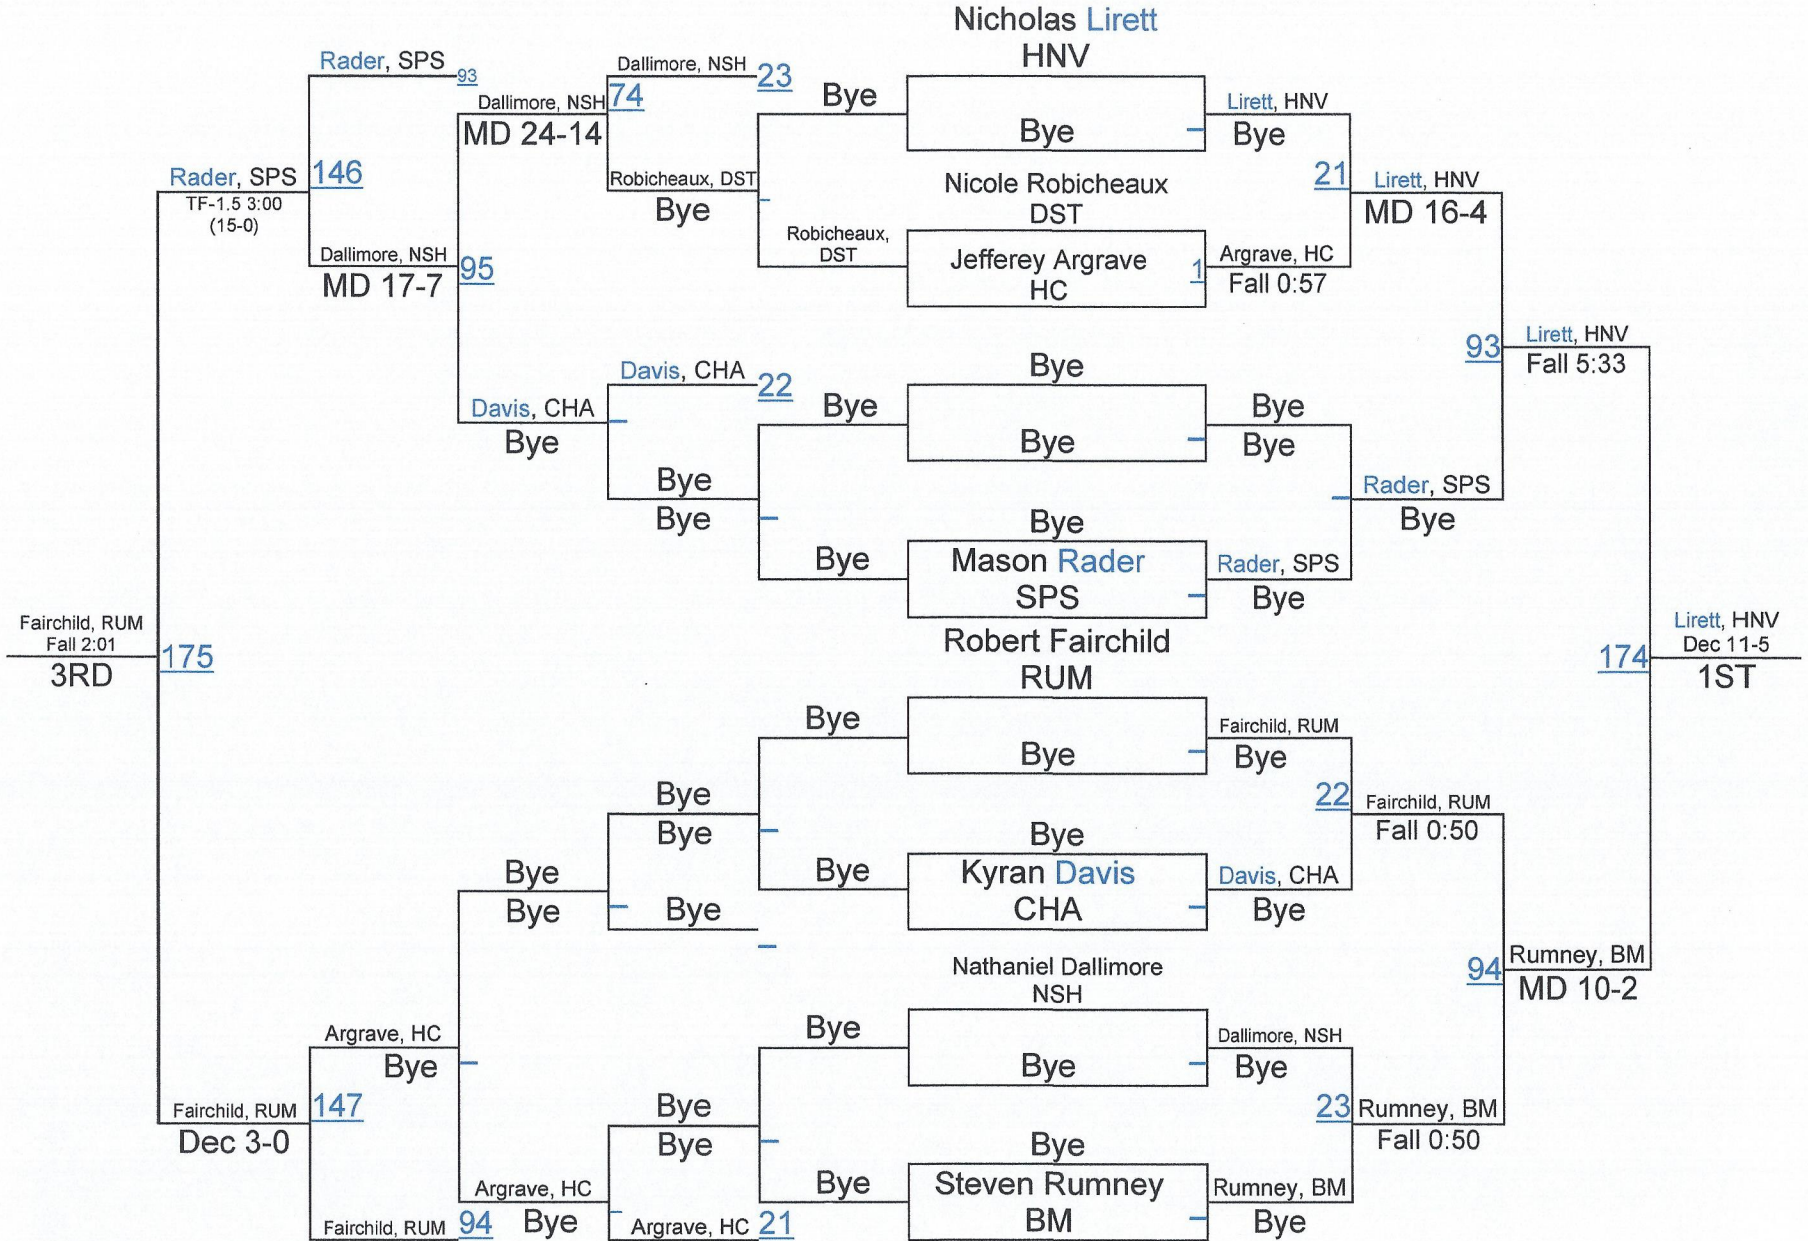 Nicholas Lirett
HNV
Rader, SPS
93
Dallimore, NSH
23
Dallimore, NSH
74
MD 24-14
Bye
Bye
Lirett, HNV
Bye
Rader, SPS
146
TF-1.5 3:00
(15-0)
Robicheaux, DST
Bye
Nicole Robicheaux
DST
21
Lirett, HNV
MD 16-4
Dallimore, NSH
95
MD 17-7
Robicheaux,
DST
Jefferey Argrave
HC
1
Argrave, HC
Fall 0:57
93
Lirett, HNV
Fall 5:33
Bye
Davis, CHA
22
Davis, CHA
Bye
Bye
Bye
Bye
Bye
Bye
Bye
Bye
Rader, SPS
Bye
Bye
Bye
Mason Rader
SPS
Rader, SPS
Bye
Fairchild, RUM
Fall 2:01
3RD
175
Robert Fairchild
RUM
174
Lirett, HNV
Dec 11-5
1ST
Bye
Bye
Fairchild, RUM
Bye
Bye
Bye
22
Fairchild, RUM
Fall 0:50
Bye
Bye
Bye
Bye
Bye
Kyran Davis
CHA
Davis, CHA
Bye
94
Rumney, BM
MD 10-2
Nathaniel Dallimore
NSH
Argrave, HC
Bye
Bye
Bye
Dallimore, NSH
Bye
Fairchild, RUM
147
Dec 3-0
Bye
Bye
23
Rumney, BM
Fall 0:50
Bye
Argrave, HC
Bye
Bye
Steven Rumney
BM
Rumney, BM
Bye
Fairchild, RUM
94
Argrave, HC
21